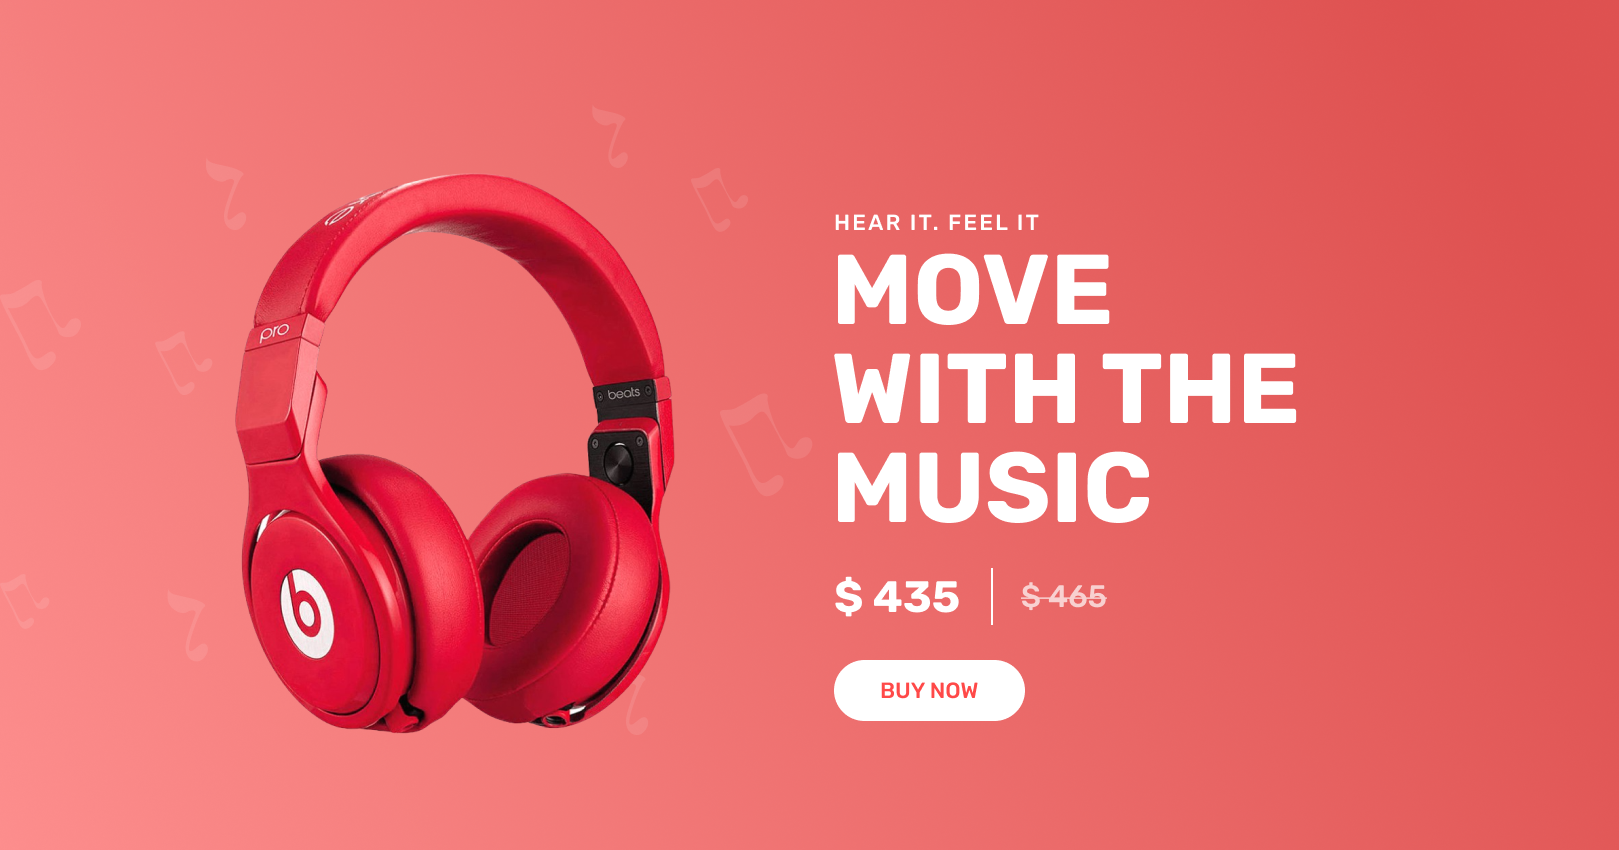 HEAR IT. FEEL IT
MOVE
WITH THE
MUSIC
pro
beats
b
$ 435
$ 465
BUY NOW